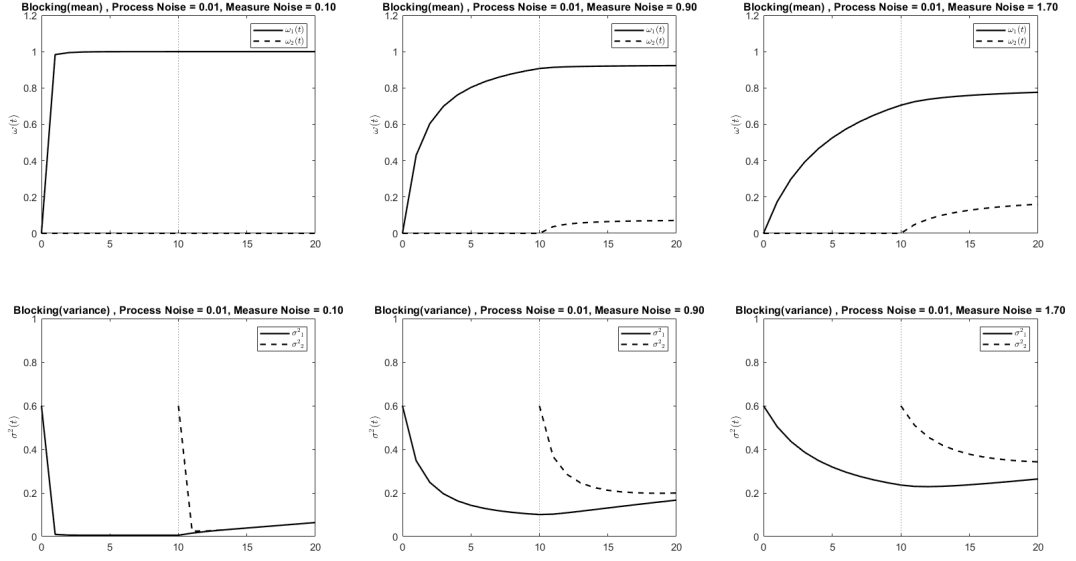 Blocking(mean) , Process Noise = 0.01, Measure Noise = 0.10
1.2
1
0.8
0.6
0.4
0.2
0
0 5 10 15 20
ω(t)
ω₁(t)
ω₂(t)
Blocking(mean) , Process Noise = 0.01, Measure Noise = 0.90
1.2
1
0.8
0.6
0.4
0.2
0
0 5 10 15 20
ω(t)
ω₁(t)
ω₂(t)
Blocking(mean) , Process Noise = 0.01, Measure Noise = 1.70
1.2
1
0.8
0.6
0.4
0.2
0
0 5 10 15 20
ω(t)
ω₁(t)
ω₂(t)
Blocking(variance) , Process Noise = 0.01, Measure Noise = 0.10
1
0.8
0.6
0.4
0.2
0
0 5 10 15 20
σ²(t)
σ²₁
σ²₂
Blocking(variance) , Process Noise = 0.01, Measure Noise = 0.90
1
0.8
0.6
0.4
0.2
0
0 5 10 15 20
σ²(t)
σ²₁
σ²₂
Blocking(variance) , Process Noise = 0.01, Measure Noise = 1.70
1
0.8
0.6
0.4
0.2
0
0 5 10 15 20
σ²(t)
σ²₁
σ²₂